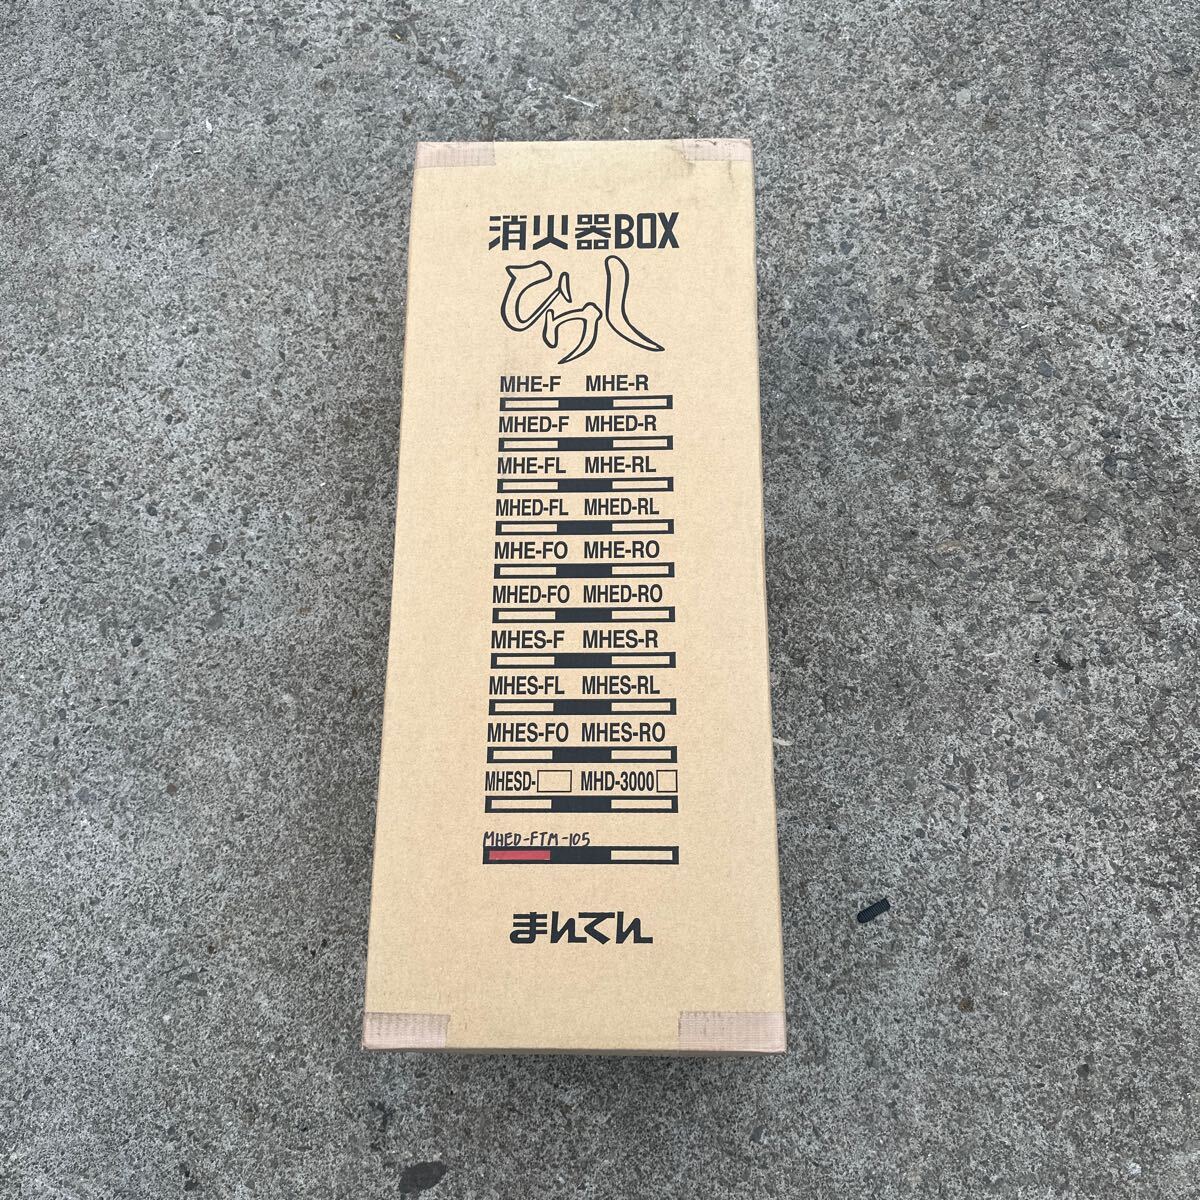 消火器BOX
ひけし
MHE-F MHE-R
MHED-F MHED-R
MHE-FL MHE-RL
MHED-FL MHED-RL
MHE-FO MHE-RO
MHED-FO MHED-RO
MHES-F MHES-R
MHES-FL MHES-RL
MHES-FO MHES-RO
MHESD- MHD-3000
MHED-FTM-105
まんてん